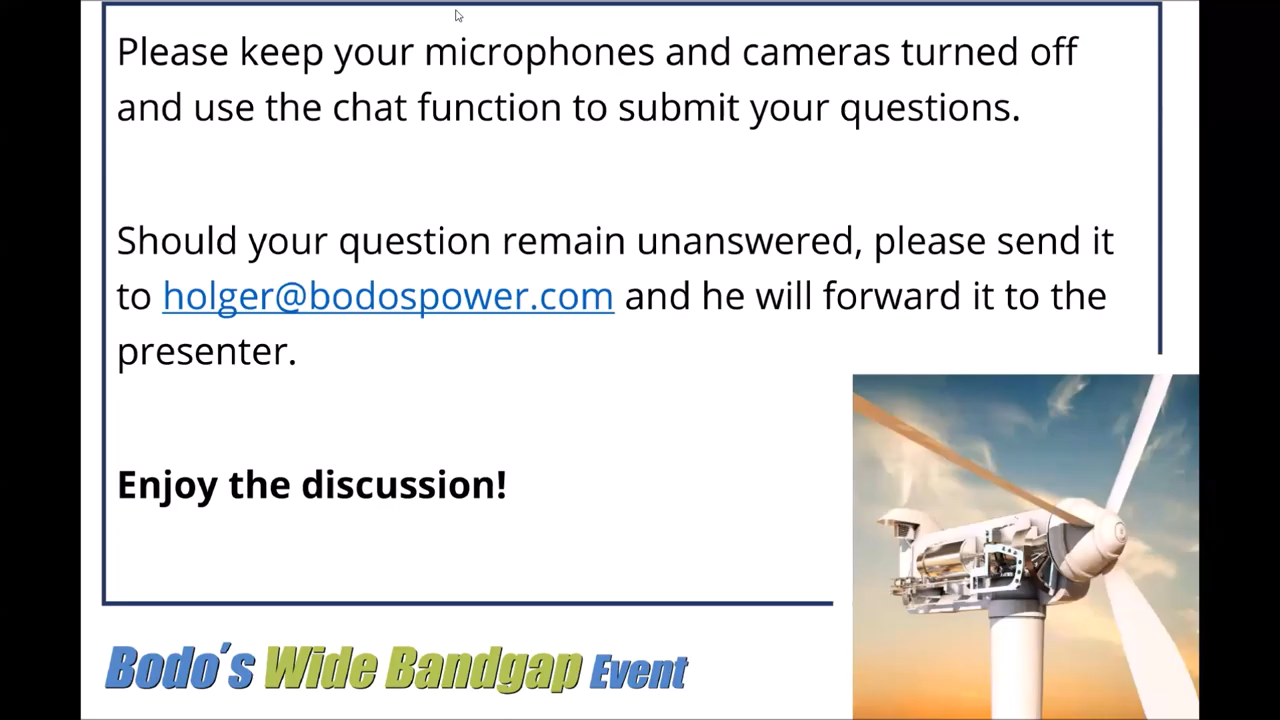 Please keep your microphones and cameras turned off
and use the chat function to submit your questions.
Should your question remain unanswered, please send it
to holger@bodospower.com and he will forward it to the
presenter.
Enjoy the discussion!
Bodo's Wide Bandgap Event